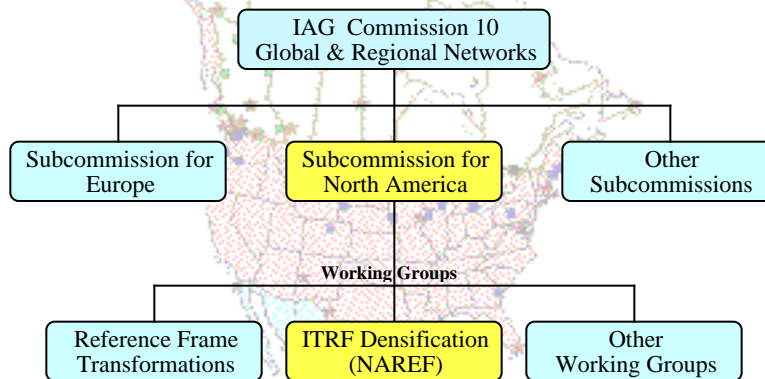 IAG Commission 10
Global & Regional Networks
Subcommission for
Europe
Subcommission for
North America
Other
Subcommissions
Working Groups
Reference Frame
Transformations
ITRF Densification
(NAREF)
Other
Working Groups